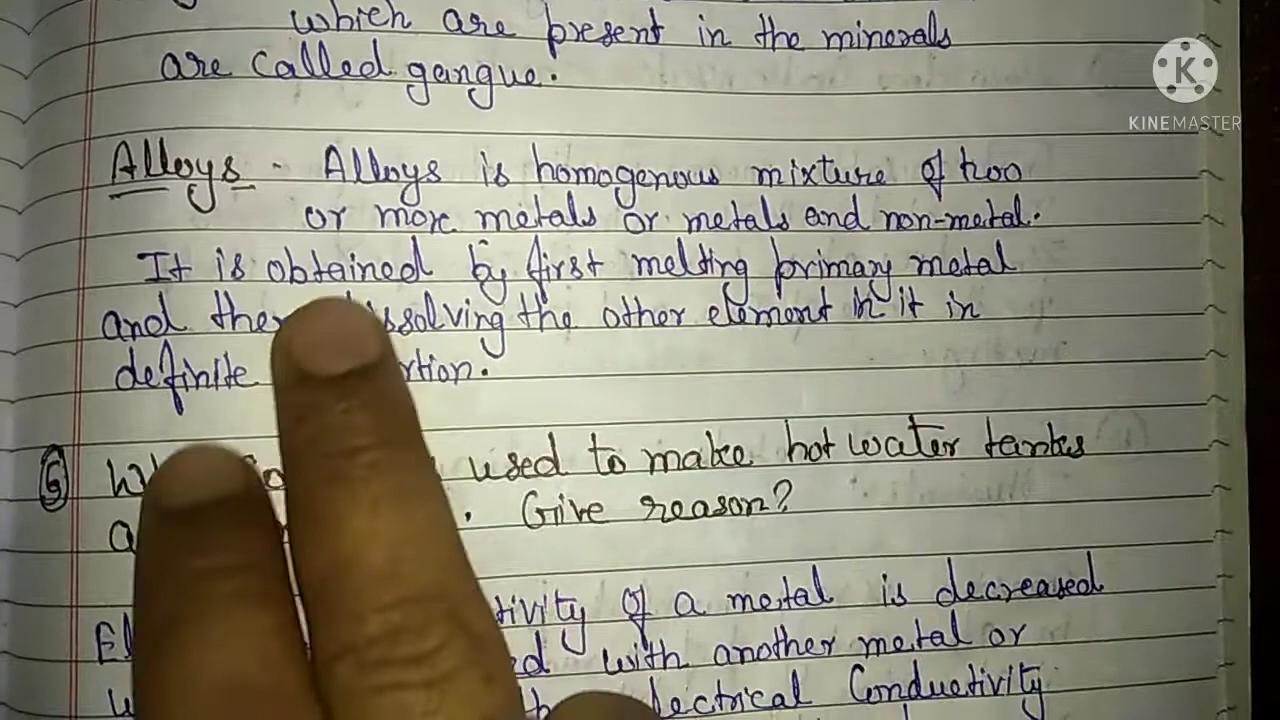 which are present in the minerals
are called gangue.
KINEMASTER
Alloys - Alloys is homogenous mixture of two
or more metals or metals and non-metal.
It is obtained by first melting primary metal
and then the other element in it in
definite
5 used to make hot water tanks
Give reason?
of a metal is decreased
with another metal or
Conductivity